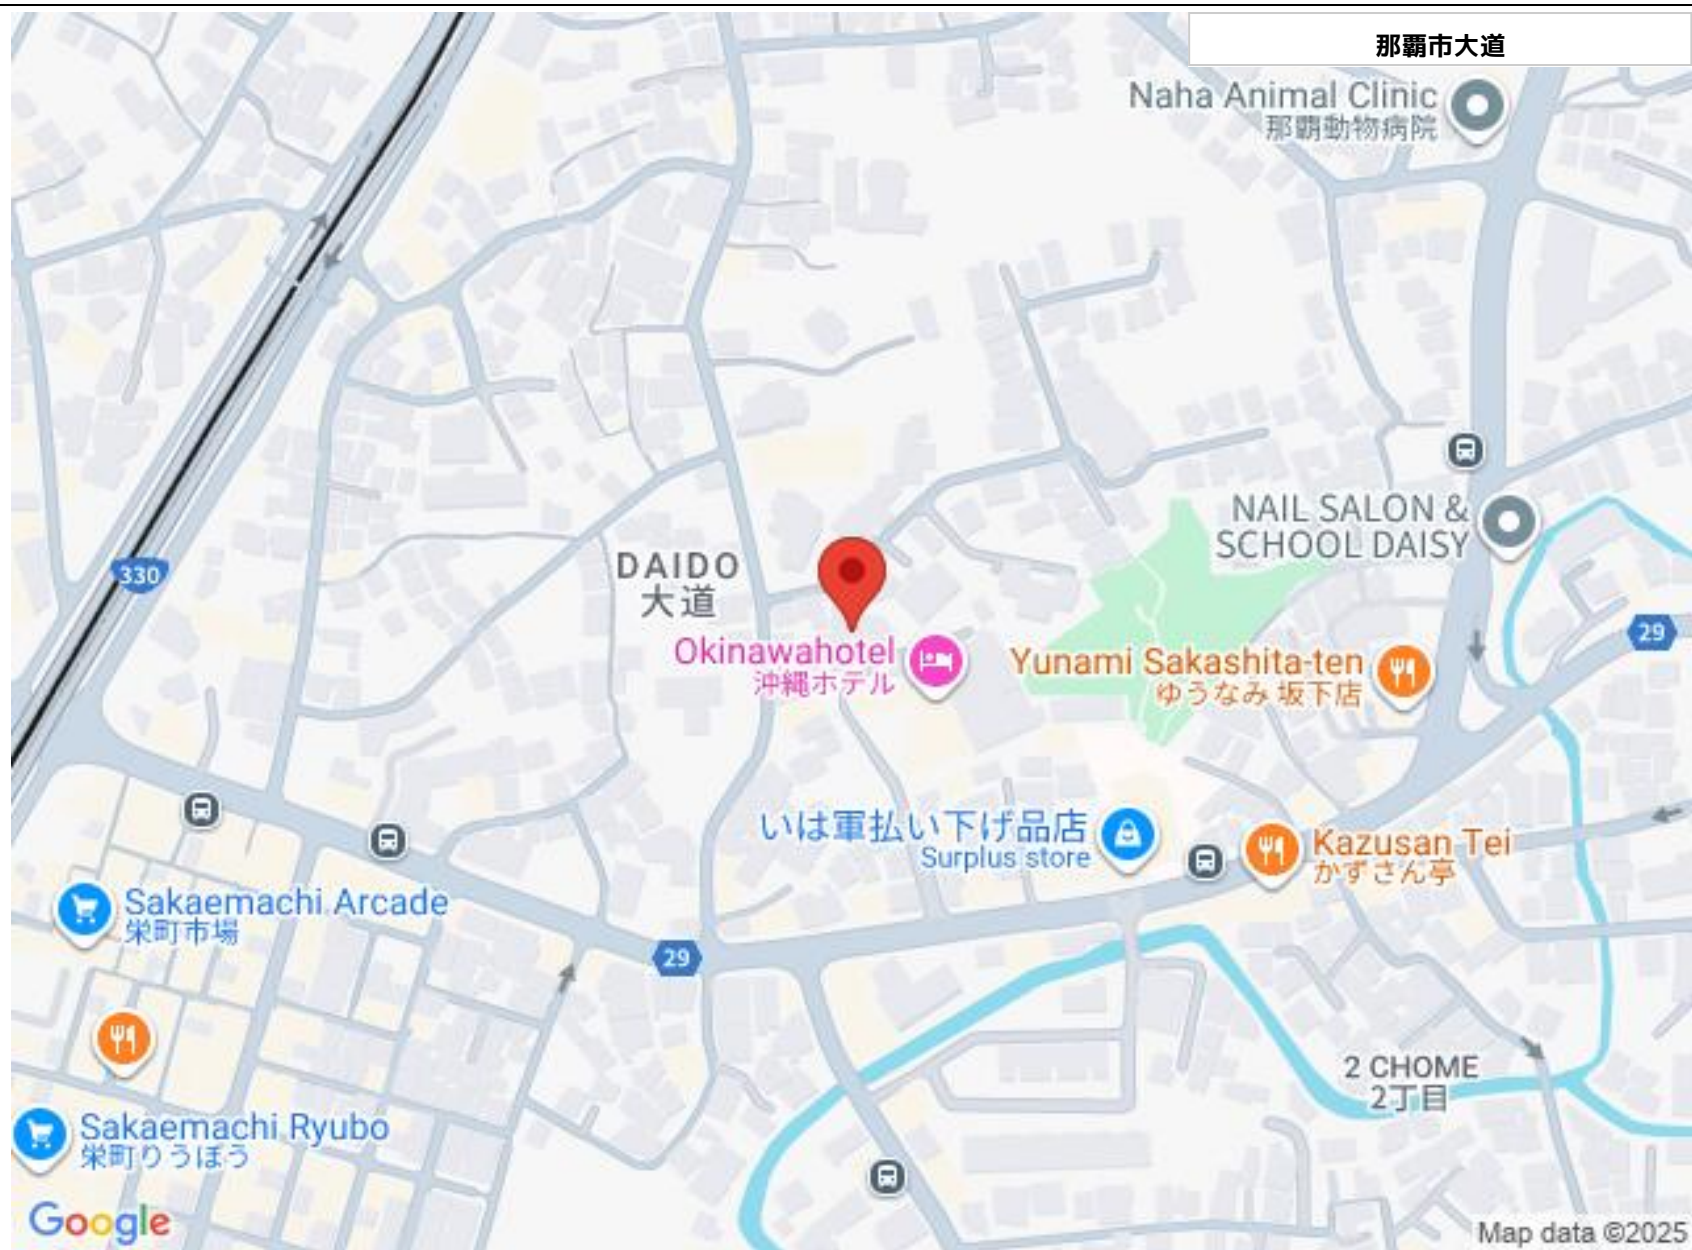 那覇市大道
Naha Animal Clinic
那覇動物病院
NAIL SALON &
SCHOOL DAISY
330
DAIDO
大道
29
Okinawahotel
沖縄ホテル
Yunami Sakashita-ten
ゆうなみ 坂下店
いは軍払い下げ品店
Surplus store
Kazusan Tei
かずさん亭
Sakaemachi Arcade
栄町市場
29
2 CHOME
2丁目
Sakaemachi Ryubo
栄町りうぼう
Google
Map data ©2025